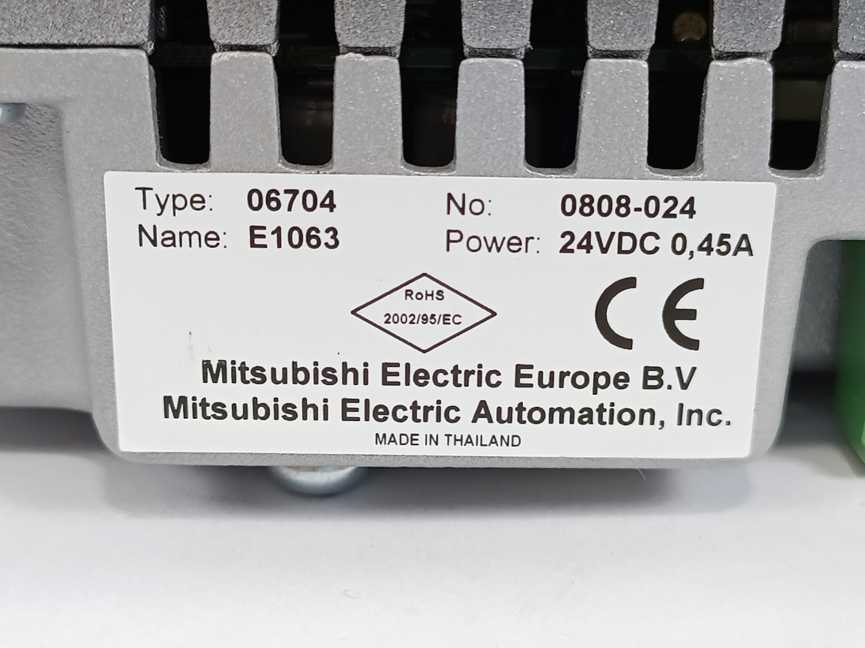 Type: 06704 No: 0808-024
Name: E1063 Power: 24VDC 0,45A
RoHS
2002/95/EC
CE
Mitsubishi Electric Europe B.V
Mitsubishi Electric Automation, Inc.
MADE IN THAILAND